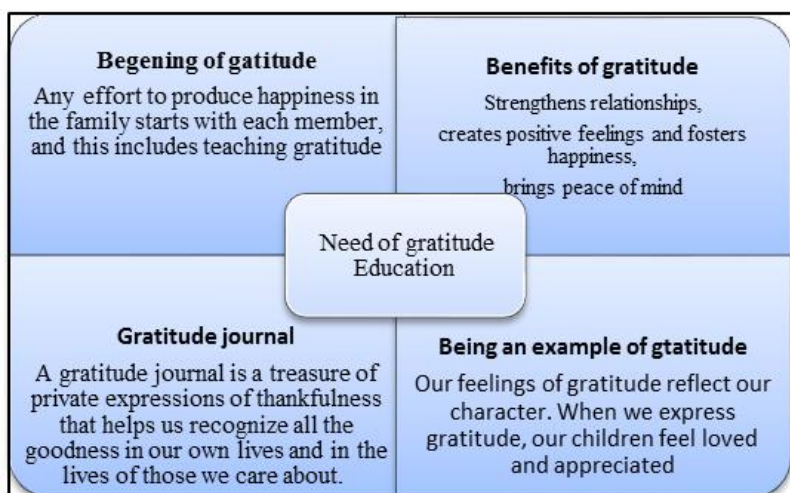 Begening of gatitude
Any effort to produce happiness in
the family starts with each member,
and this includes teaching gratitude
Benefits of gratitude
Strengthens relationships,
creates positive feelings and fosters
happiness,
brings peace of mind
Need of gratitude
Education
Gratitude journal
A gratitude journal is a treasure of
private expressions of thankfulness
that helps us recognize all the
goodness in our own lives and in the
lives of those we care about.
Being an example of gtatitude
Our feelings of gratitude reflect our
character. When we express
gratitude, our children feel loved
and appreciated